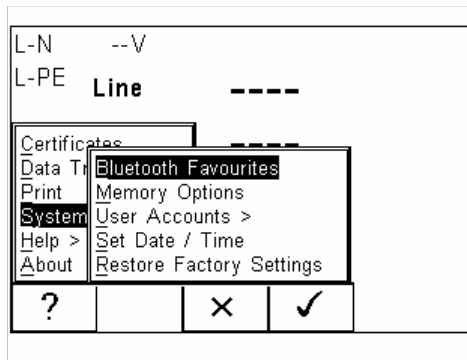 L-N --V
L-PE
Line ----
----
Certificates
Data Tr
Print
System
Help >
About
Bluetooth Favourites
Memory Options
User Accounts >
Set Date / Time
Restore Factory Settings
? × ✓